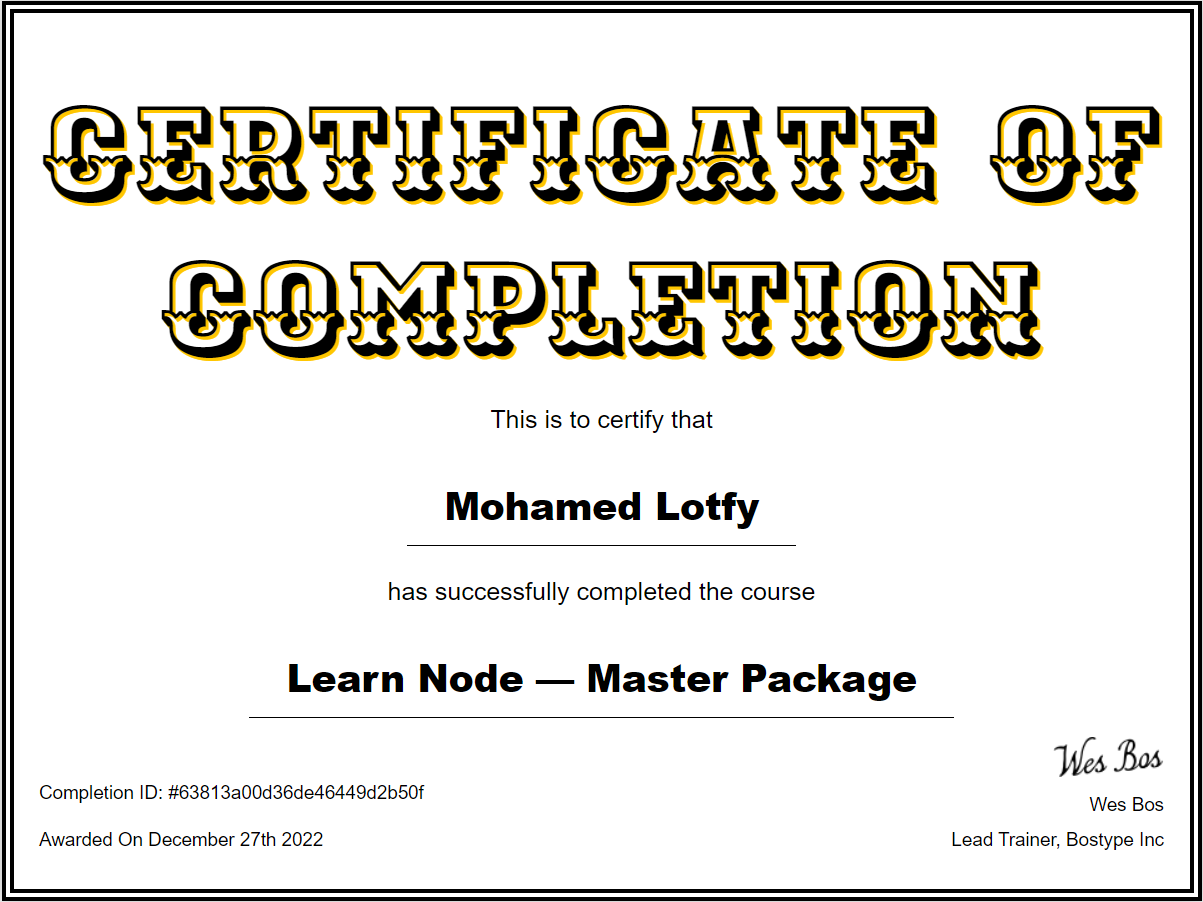 CERTIFICATE OF
COMPLETION
This is to certify that
Mohamed Lotfy
has successfully completed the course
Learn Node — Master Package
Wes Bos
Completion ID: #63813a00d36de46449d2b50f
Wes Bos
Awarded On December 27th 2022
Lead Trainer, Bostype Inc